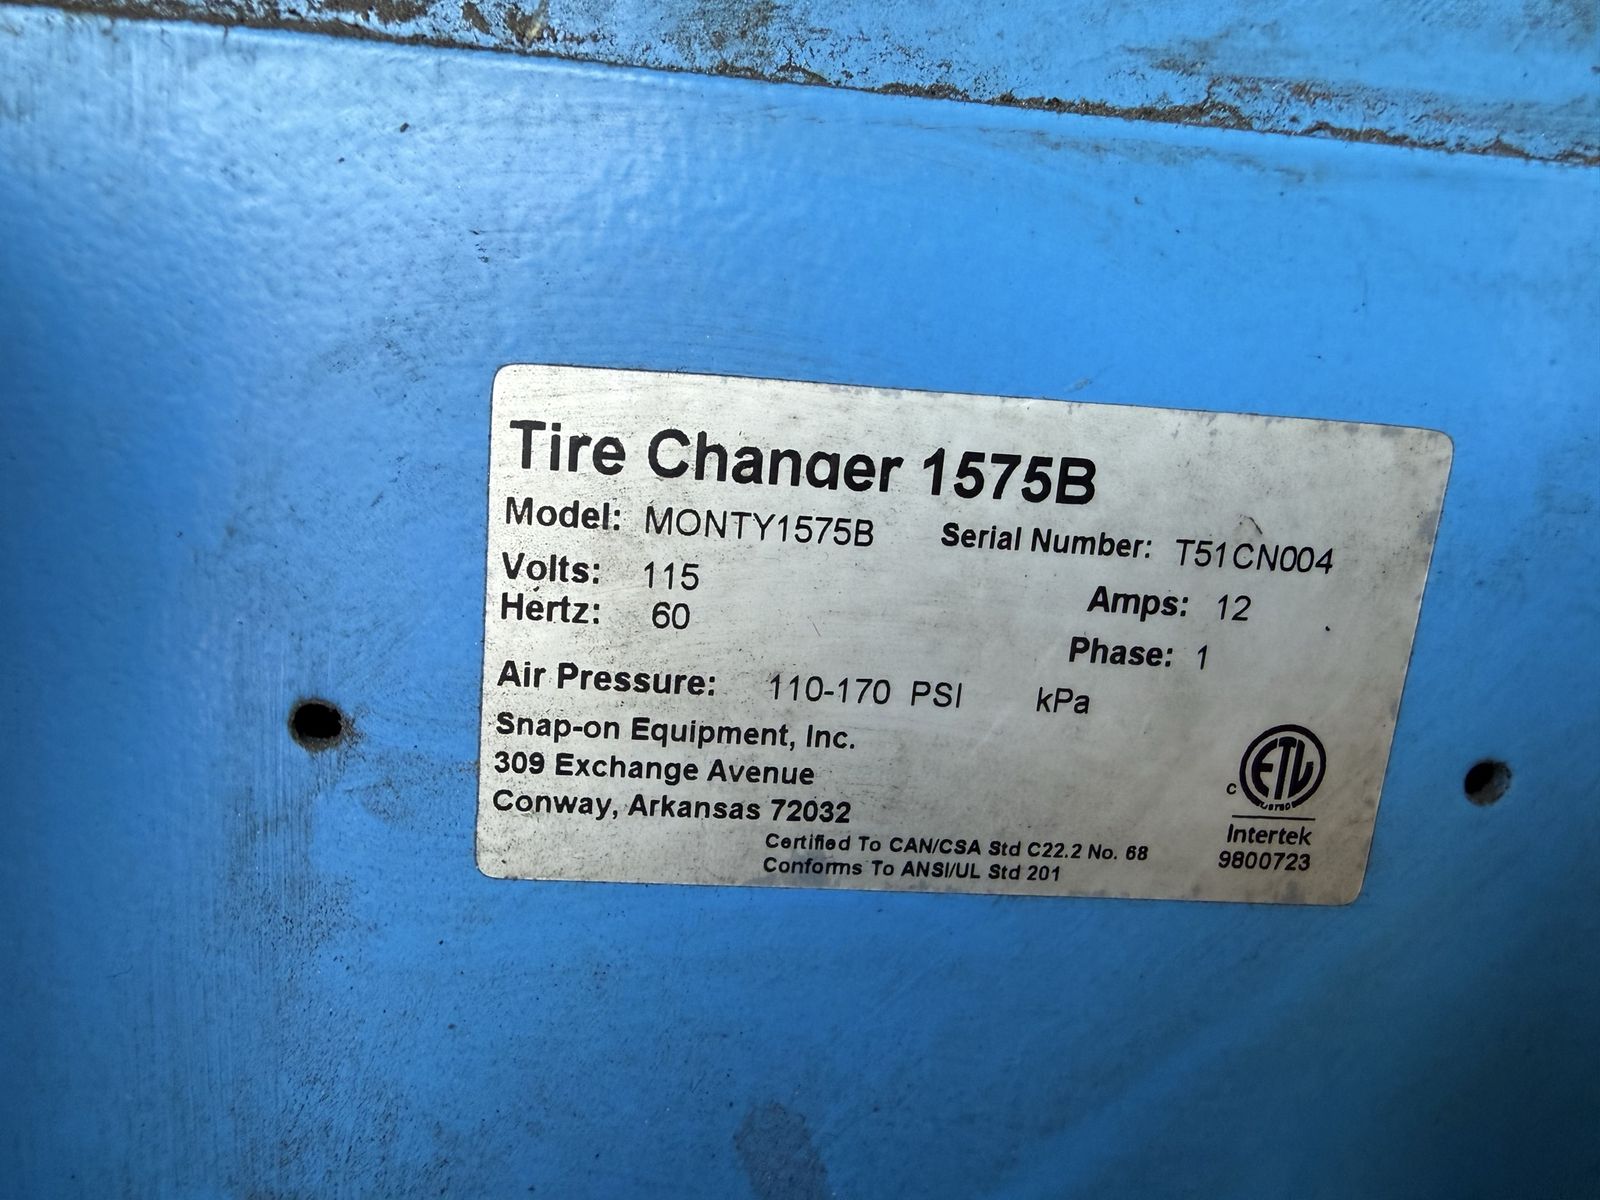 Tire Changer 1575B
Model: MONTY1575B Serial Number: T51CN004
Volts: 115 Amps: 12
Hertz: 60 Phase: 1
Air Pressure: 110-170 PSI kPa
Snap-on Equipment, Inc.
309 Exchange Avenue
Conway, Arkansas 72032
Certified To CAN/CSA Std C22.2 No. 68
Conforms To ANSI/UL Std 201
C ETL
LISTED
Intertek
9800723